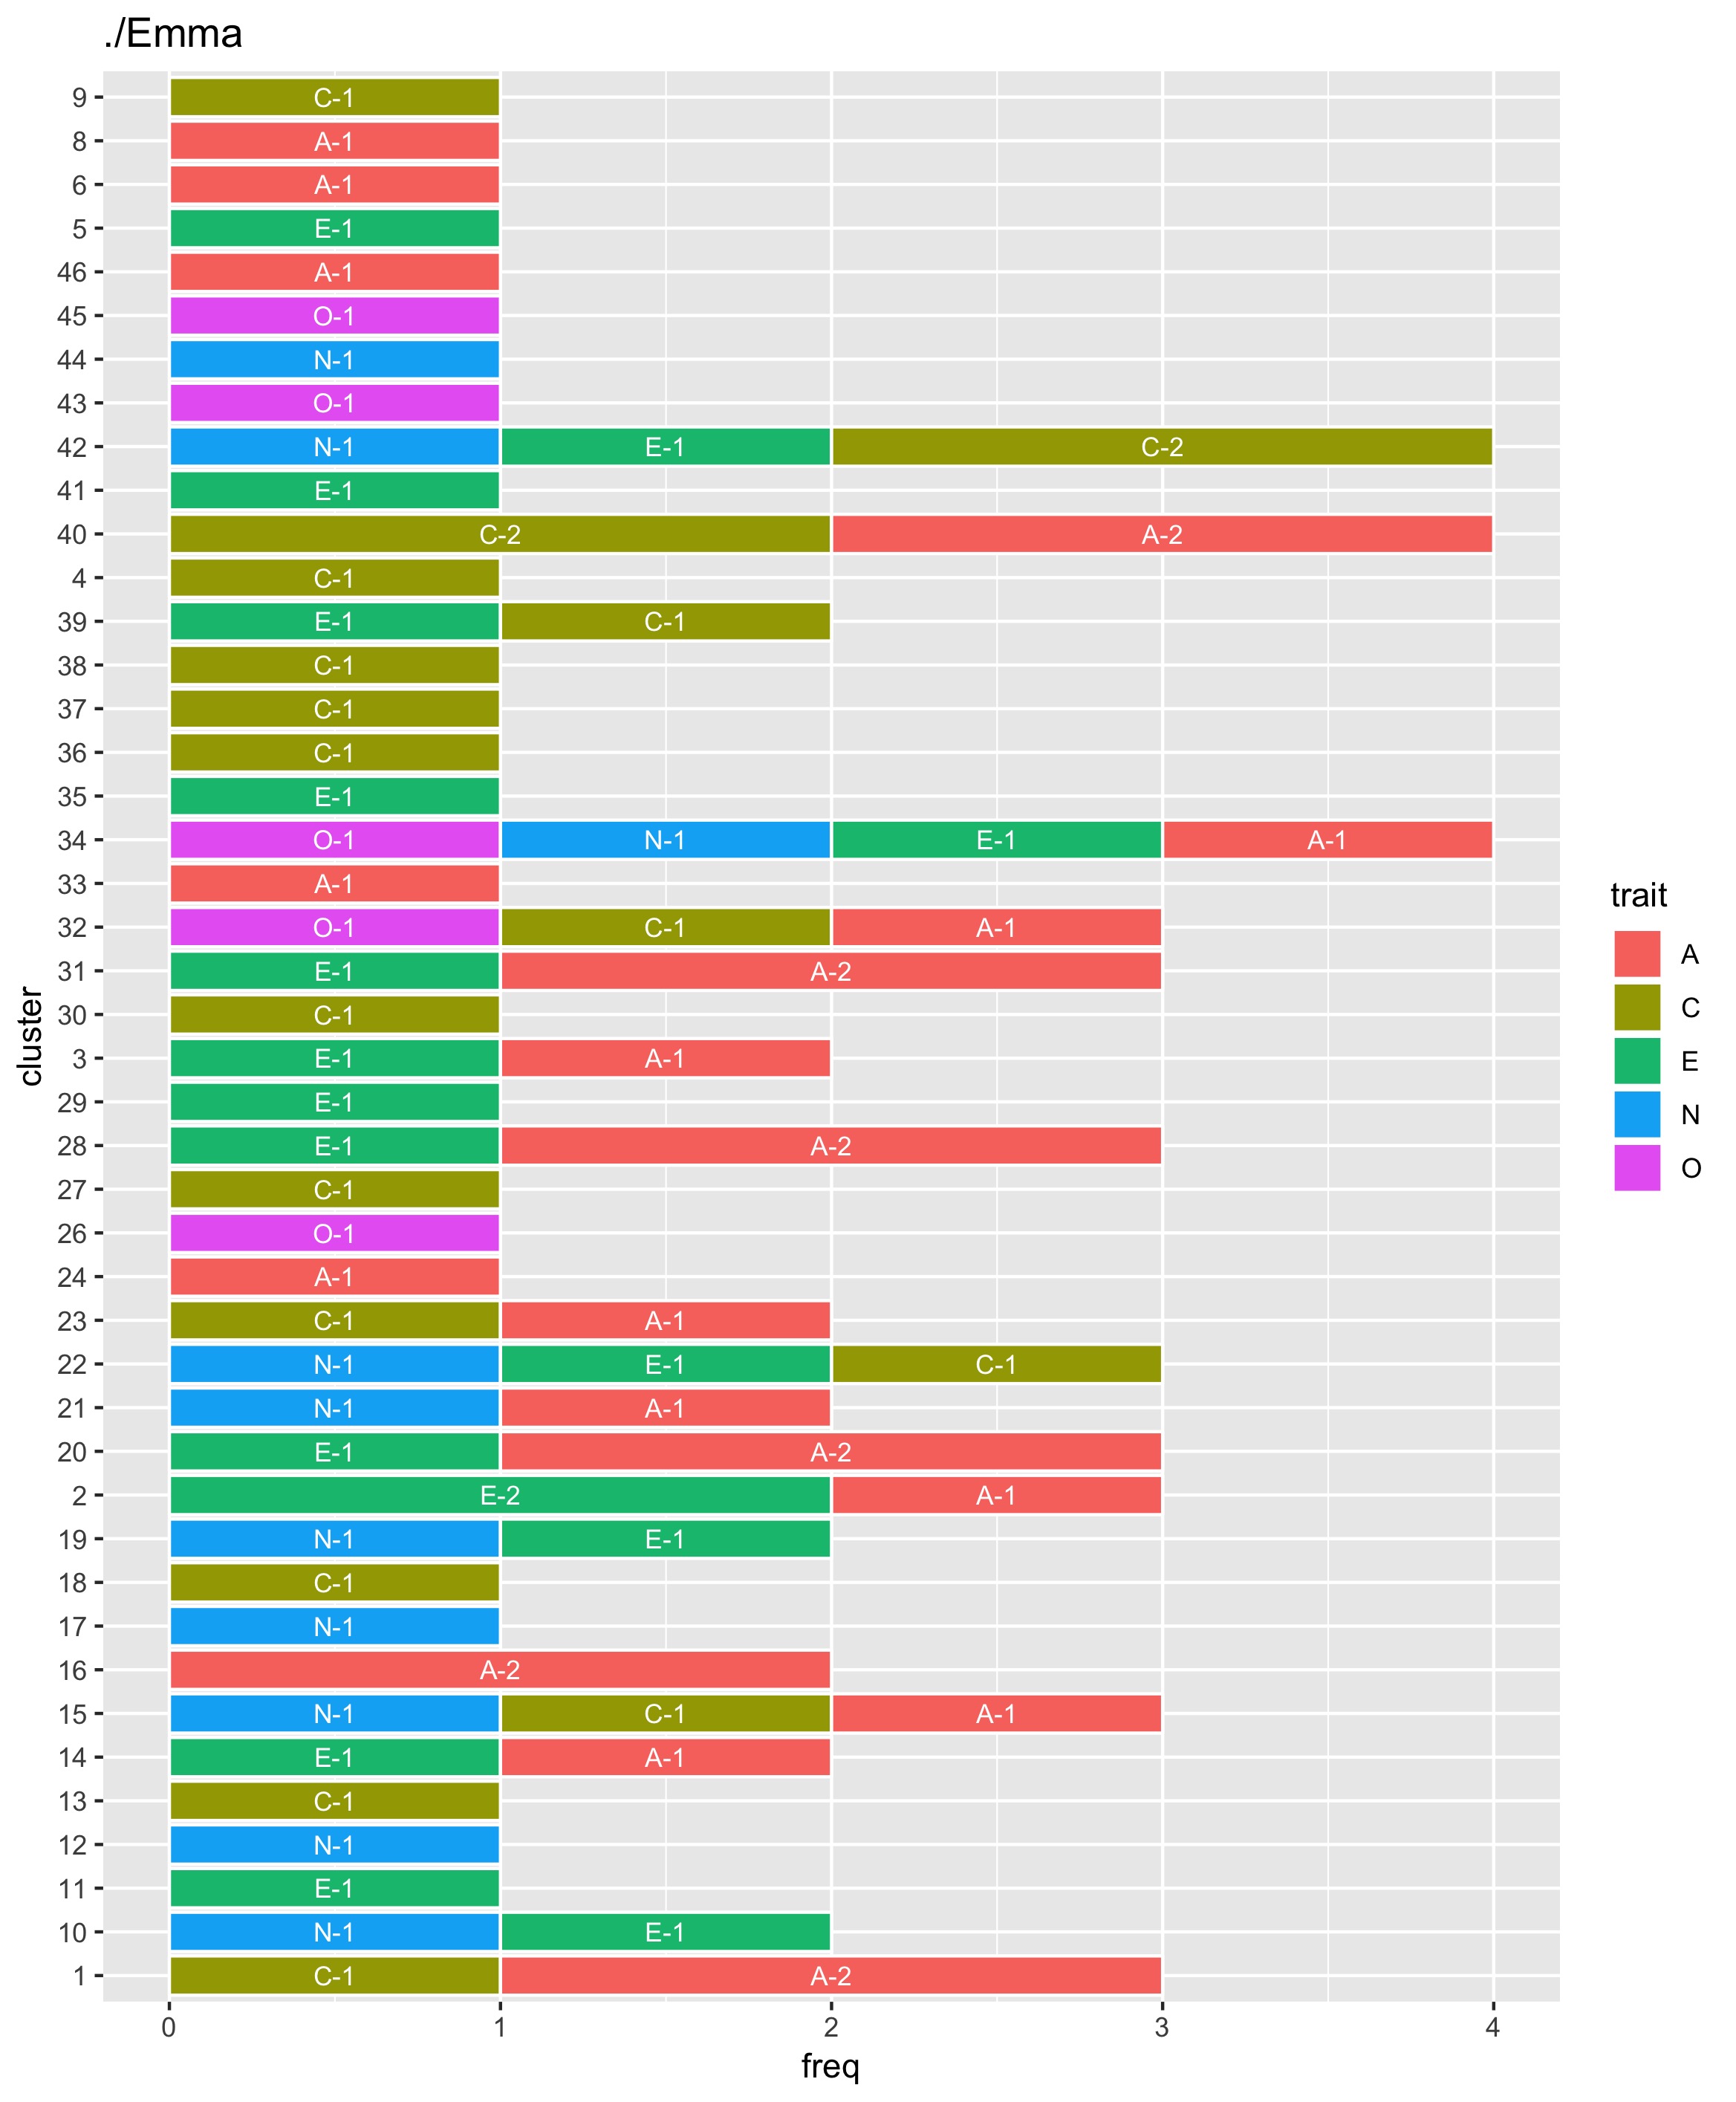 ./Emma
9 C-1
8 A-1
6 A-1
5 E-1
46 A-1
45 O-1
44 N-1
43 O-1
42 N-1 E-1 C-2
41 E-1
40 C-2 A-2
4 C-1
39 E-1 C-1
38 C-1
37 C-1
36 C-1
35 E-1
34 O-1 N-1 E-1 A-1
33 A-1
32 O-1 C-1 A-1
31 E-1 A-2
30 C-1
3 E-1 A-1
29 E-1
28 E-1 A-2
27 C-1
26 O-1
24 A-1
23 C-1 A-1
22 N-1 E-1 C-1
21 N-1 A-1
20 E-1 A-2
2 E-2 A-1
19 N-1 E-1
18 C-1
17 N-1
16 A-2
15 N-1 C-1 A-1
14 E-1 A-1
13 C-1
12 N-1
11 E-1
10 N-1 E-1
1 C-1 A-2
0 1 2 3 4
freq
cluster
trait
A
C
E
N
O